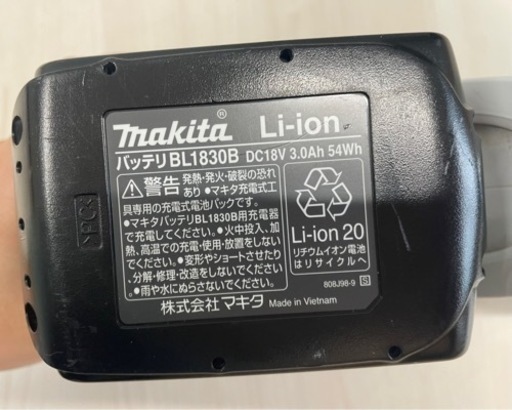 makita® Li-ion
バッテリBL1830B DC18V 3.0Ah 54Wh
⚠警告 発熱・発火・破裂の恐れあり •マキタ充電式工
具専用の充電式電池パックです。
•マキタバッテリBL1830B用充電器
で充電してください。•火中投入、加
熱、高温での充電・使用・放置をしない
でください。•変形やショートさせたり
、分解・修理・改造をしないでくださ
い。•雨や水にぬらさないでください。
Li-ion 20
リチウムイオン電池
はリサイクルへ
808J98-9 S
株式会社マキタ Made in Vietnam
>PC<